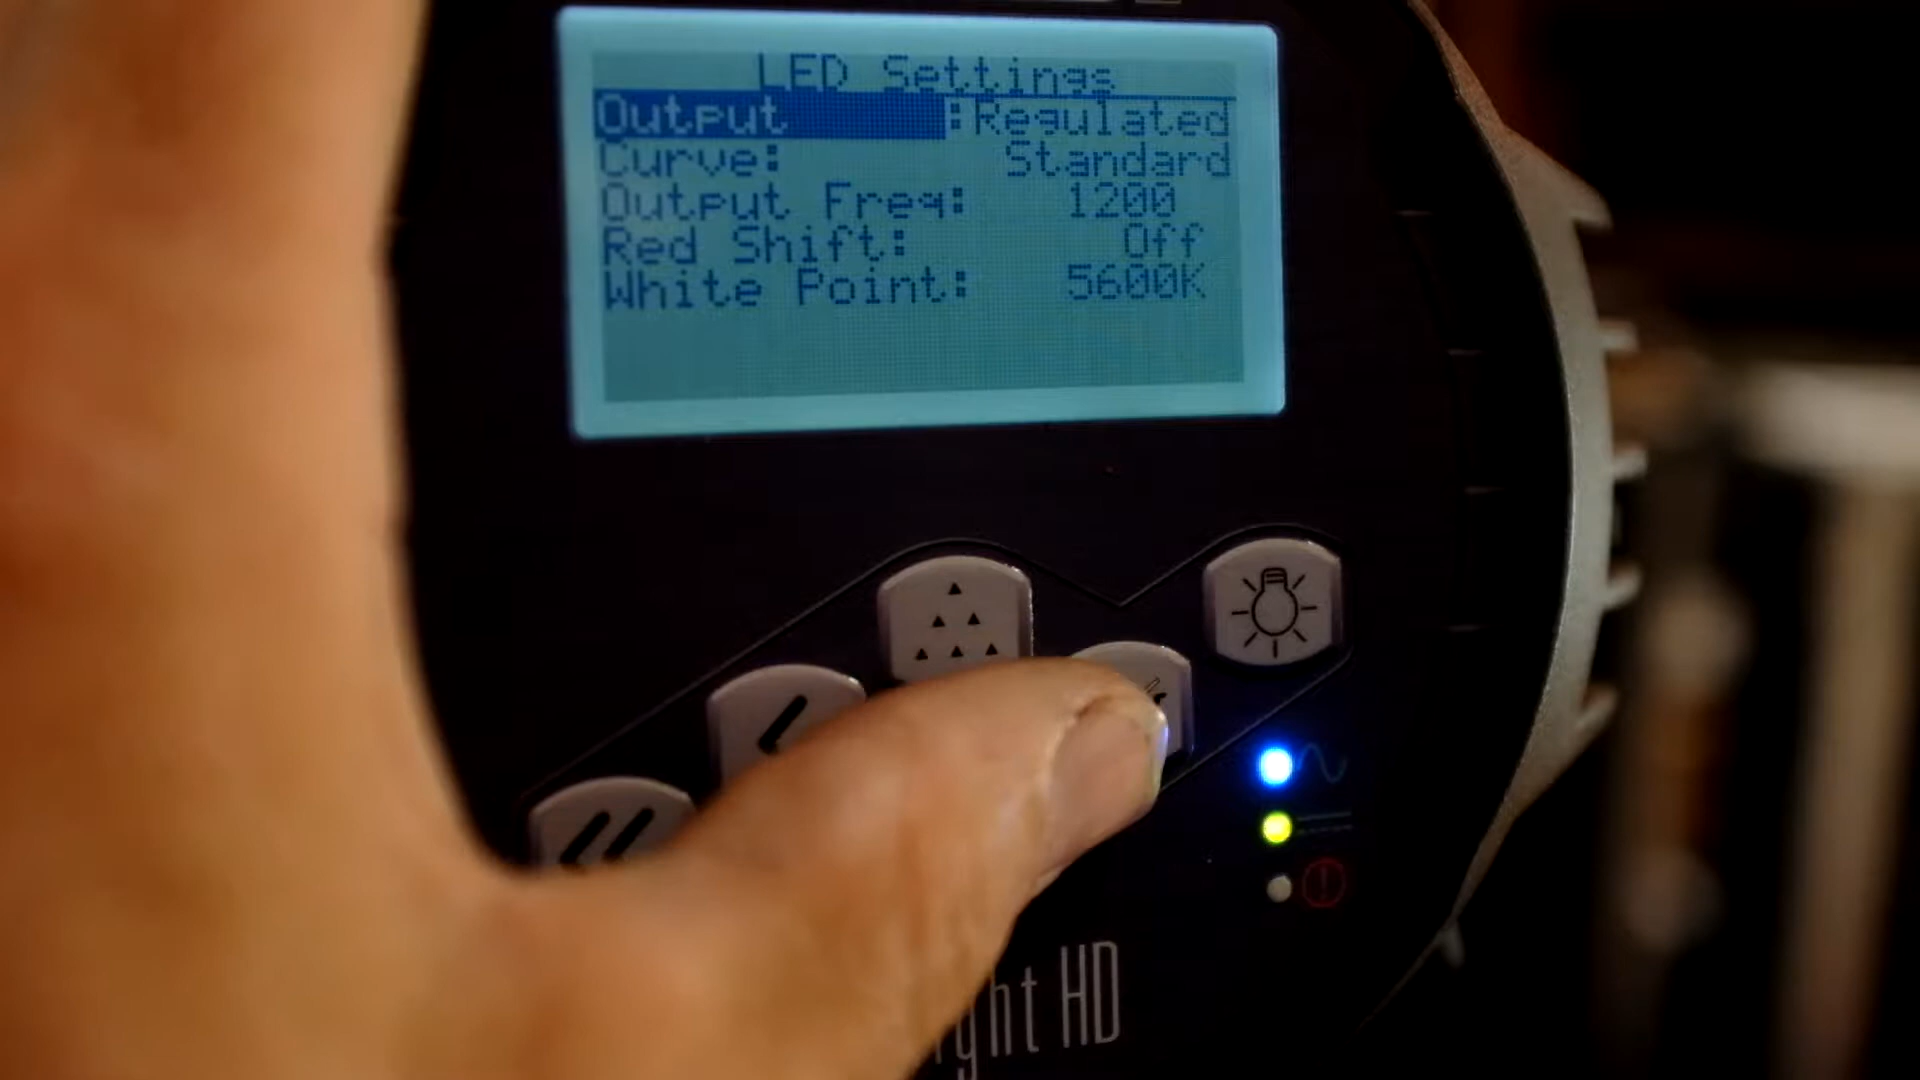 LED Settings
Output :Regulated
Curve: Standard
Output Freq: 1200
Red Shift: Off
White Point: 5600K
ght HD